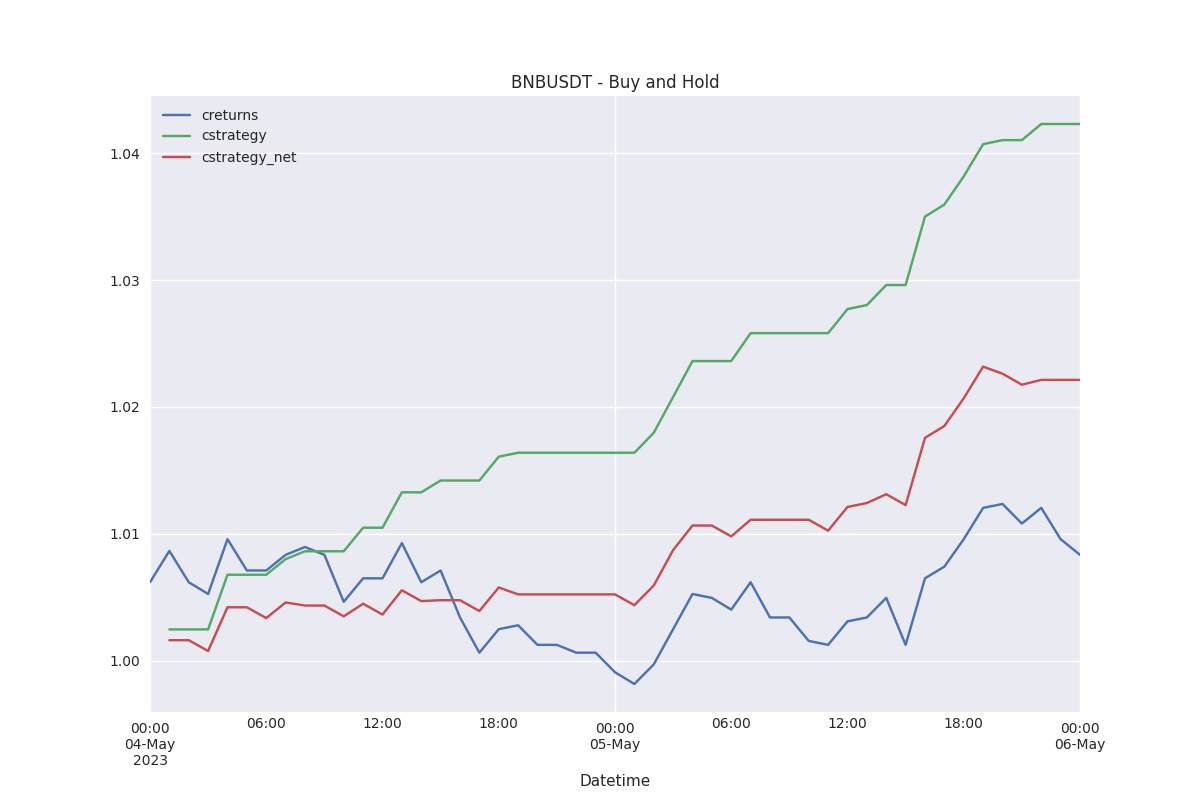 BNBUSDT - Buy and Hold
creturns
cstrategy
cstrategy_net
1.04
1.03
1.02
1.01
1.00
00:00
04-May
2023
06:00
12:00
18:00
00:00
05-May
06:00
12:00
18:00
00:00
06-May
Datetime